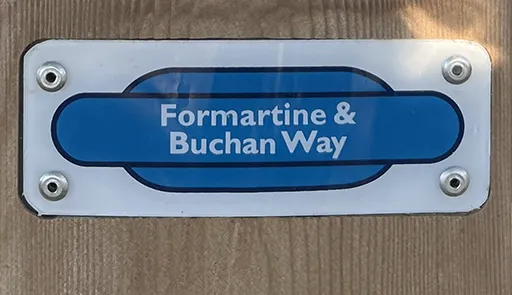 Formartine &
Buchan Way